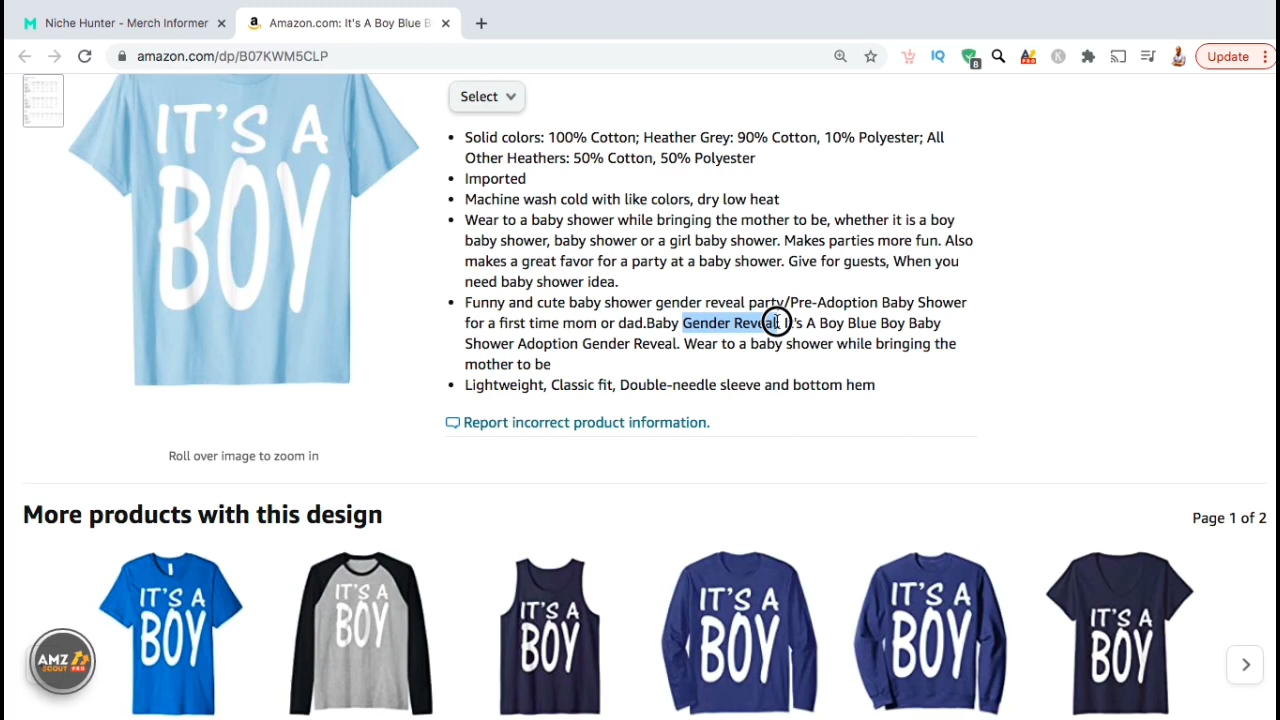 Niche Hunter - Merch Informer
Amazon.com: It's A Boy Blue B
amazon.com/dp/B07KWM5CLP
Update
Select
Solid colors: 100% Cotton; Heather Grey: 90% Cotton, 10% Polyester; All
Other Heathers: 50% Cotton, 50% Polyester
Imported
Machine wash cold with like colors, dry low heat
Wear to a baby shower while bringing the mother to be, whether it is a boy
baby shower, baby shower or a girl baby shower. Makes parties more fun. Also
makes a great favor for a party at a baby shower. Give for guests, When you
need baby shower idea.
Funny and cute baby shower gender reveal party/Pre-Adoption Baby Shower
for a first time mom or dad.Baby Gender Reveal. It's A Boy Blue Boy Baby
Shower Adoption Gender Reveal. Wear to a baby shower while bringing the
mother to be
Lightweight, Classic fit, Double-needle sleeve and bottom hem
Report incorrect product information.
IT'S A
BOY
Roll over image to zoom in
More products with this design
Page 1 of 2
IT'S A
BOY
IT'S A
BOY
IT'S A
BOY
IT'S A
BOY
IT'S A
BOY
IT'S A
BOY
AMZ
SCOUT PRO